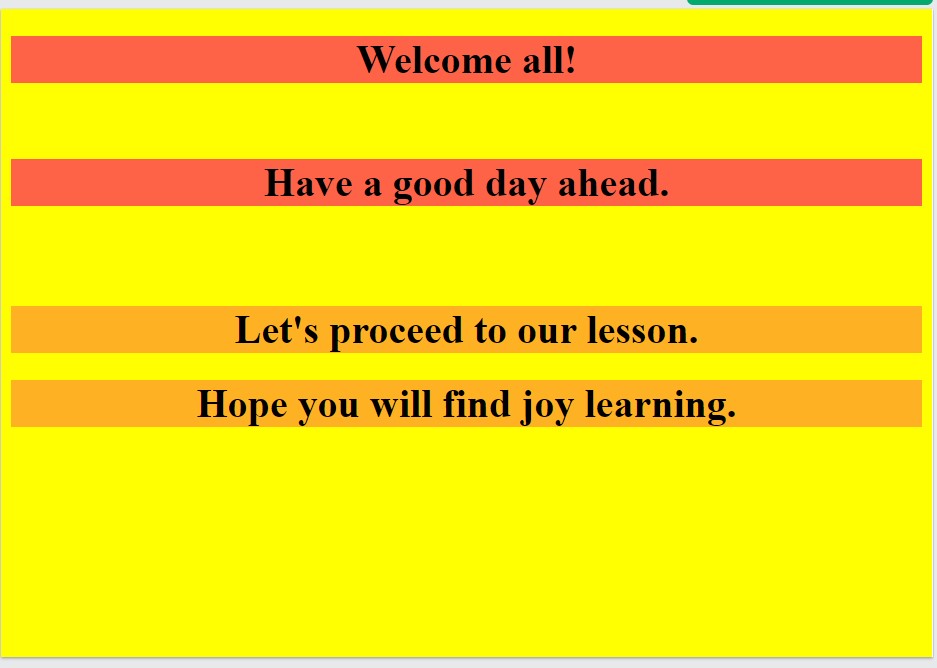 Welcome all!
Have a good day ahead.
Let's proceed to our lesson.
Hope you will find joy learning.